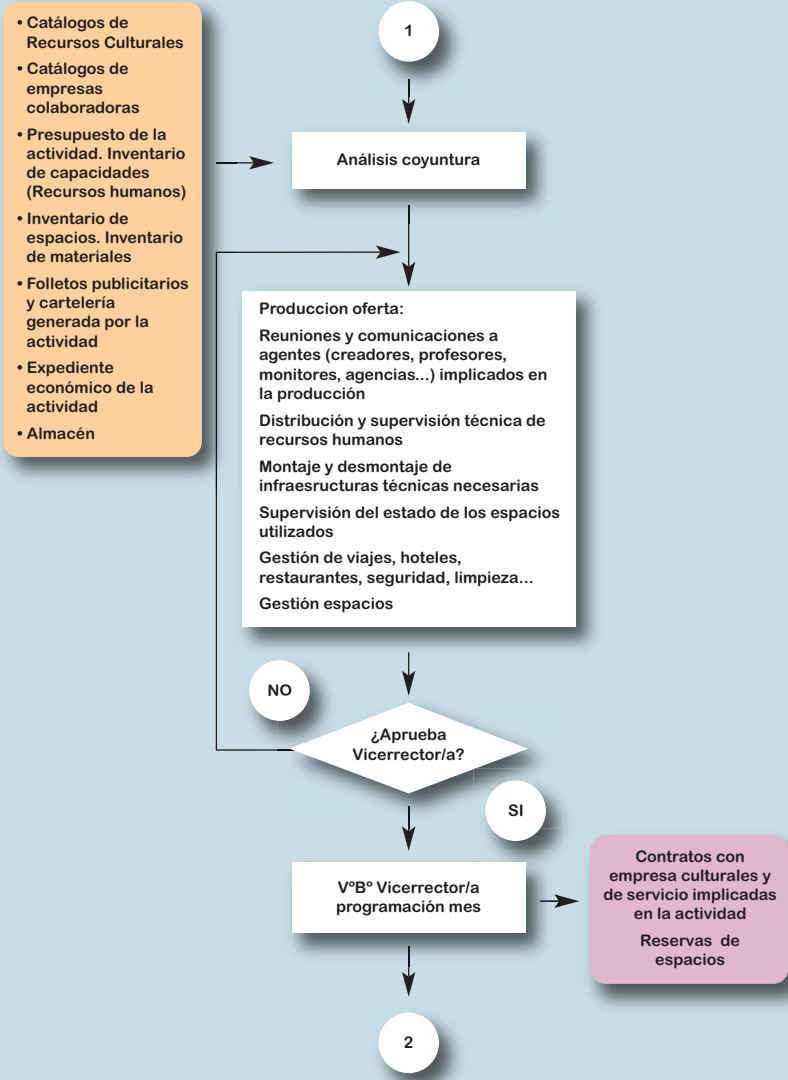 • Catálogos de
Recursos Culturales
• Catálogos de
empresas
colaboradoras
• Presupuesto de la
actividad. Inventario
de capacidades
(Recursos humanos)
• Inventario de
espacios. Inventario
de materiales
• Folletos publicitarios
y cartelería
generada por la
actividad
• Expediente
económico de la
actividad
• Almacén
1
Análisis coyuntura
Produccion oferta:
Reuniones y comunicaciones a
agentes (creadores, profesores,
monitores, agencias...) implicados en
la producción
Distribución y supervisión técnica de
recursos humanos
Montaje y desmontaje de
infraesructuras técnicas necesarias
Supervisión del estado de los espacios
utilizados
Gestión de viajes, hoteles,
restaurantes, seguridad, limpieza...
Gestión espacios
NO
¿Aprueba
Vicerrector/a?
SI
VºBº Vicerrector/a
programación mes
Contratos con
empresa culturales y
de servicio implicadas
en la actividad
Reservas de
espacios
2